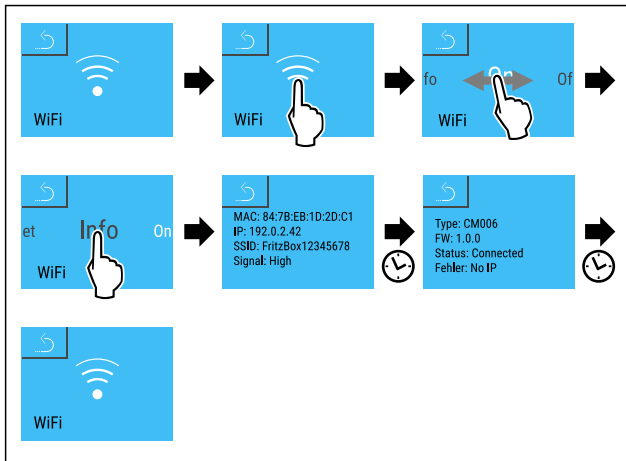 WiFi
WiFi
fo On Of
WiFi
et Info On
WiFi
MAC: 84:7B:EB:1D:2D:C1
IP: 192.0.2.42
SSID: FritzBox12345678
Signal: High
Type: CM006
FW: 1.0.0
Status: Connected
Fehler: No IP
WiFi